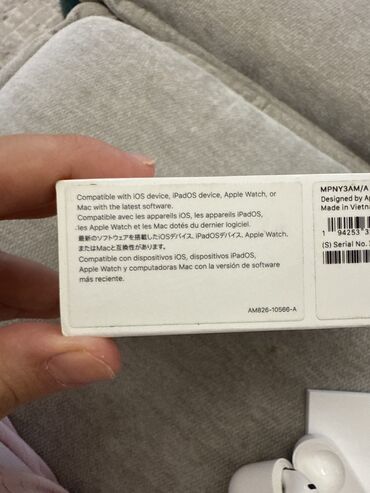 Compatible with iOS device, iPadOS device, Apple Watch, or
Mac with the latest software.
Compatible avec les appareils iOS, les appareils iPadOS,
les Apple Watch et les Mac dotés du dernier logiciel.
最新のソフトウェアを搭載したiOSデバイス、iPadOSデバイス、Apple Watch、
またはMacと互換性があります。
Compatible con dispositivos iOS, dispositivos iPadOS,
Apple Watch y computadoras Mac con la versión de software
más reciente.
AM826-10566-A
MPNY3AM/A
Designed by
Made in
1 94253 3
(S) Serial No.